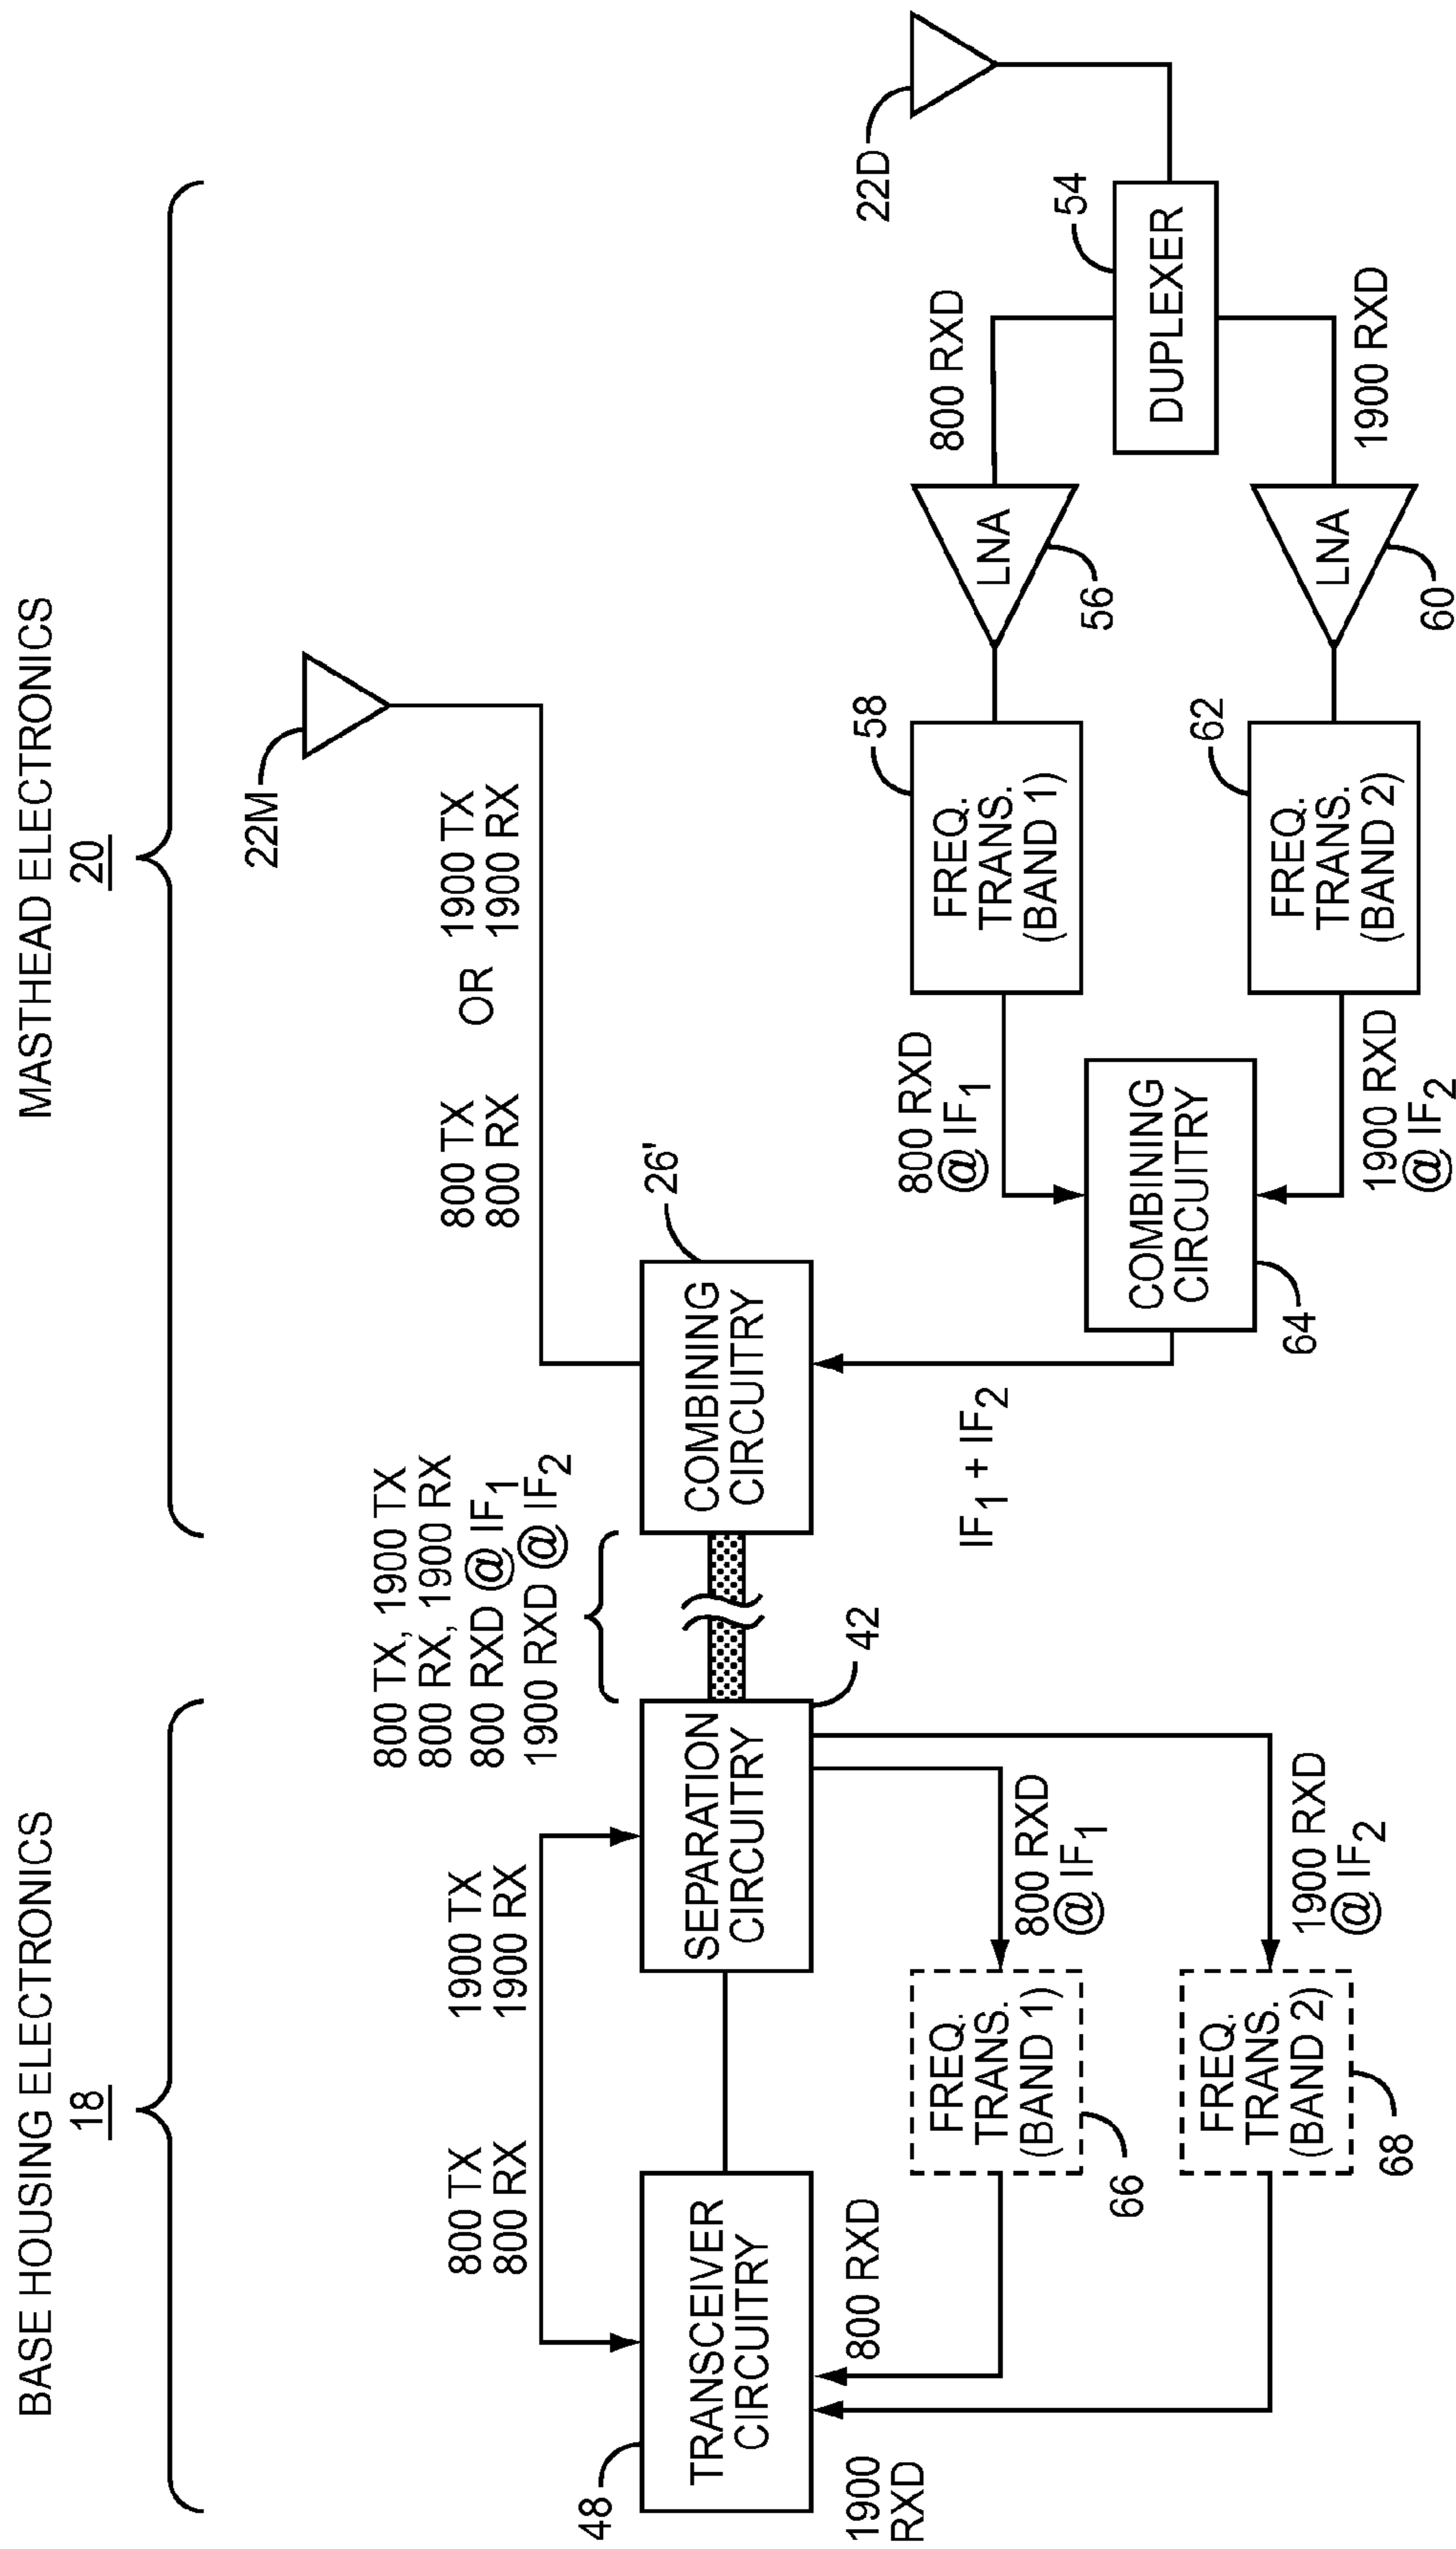 BASE HOUSING ELECTRONICS
18
MASTHEAD ELECTRONICS
20
22M
800 TX
800 RX
OR
1900 TX
1900 RX
800 TX, 1900 TX
800 RX, 1900 RX
800 RXD @ IF1
1900 RXD @ IF2
800 TX
800 RX
1900 TX
1900 RX
48
TRANSCEIVER
CIRCUITRY
SEPARATION
CIRCUITRY
42
COMBINING
CIRCUITRY
26'
1900
RXD
800 RXD
FREQ.
TRANS.
(BAND 1)
66
800 RXD
@ IF1
FREQ.
TRANS.
(BAND 2)
68
1900 RXD
@ IF2
IF1 + IF2
COMBINING
CIRCUITRY
64
800 RXD
@ IF1
1900 RXD
@ IF2
FREQ.
TRANS.
(BAND 1)
58
FREQ.
TRANS.
(BAND 2)
62
LNA
56
LNA
60
800 RXD
1900 RXD
DUPLEXER
54
22D